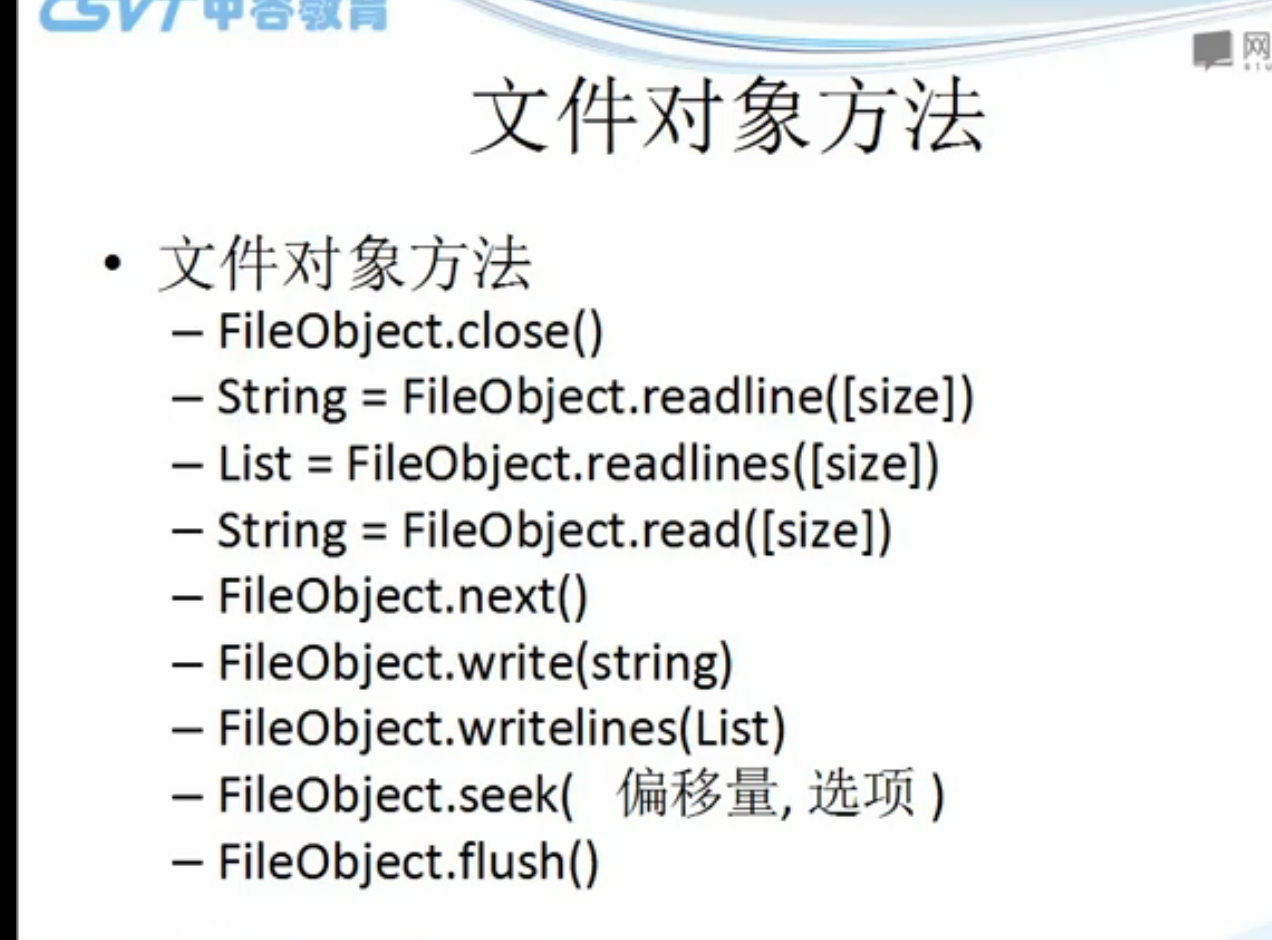 CSVT 中谷教育
网
文件对象方法
• 文件对象方法
– FileObject.close()
– String = FileObject.readline([size])
– List = FileObject.readlines([size])
– String = FileObject.read([size])
– FileObject.next()
– FileObject.write(string)
– FileObject.writelines(List)
– FileObject.seek( 偏移量, 选项 )
– FileObject.flush()